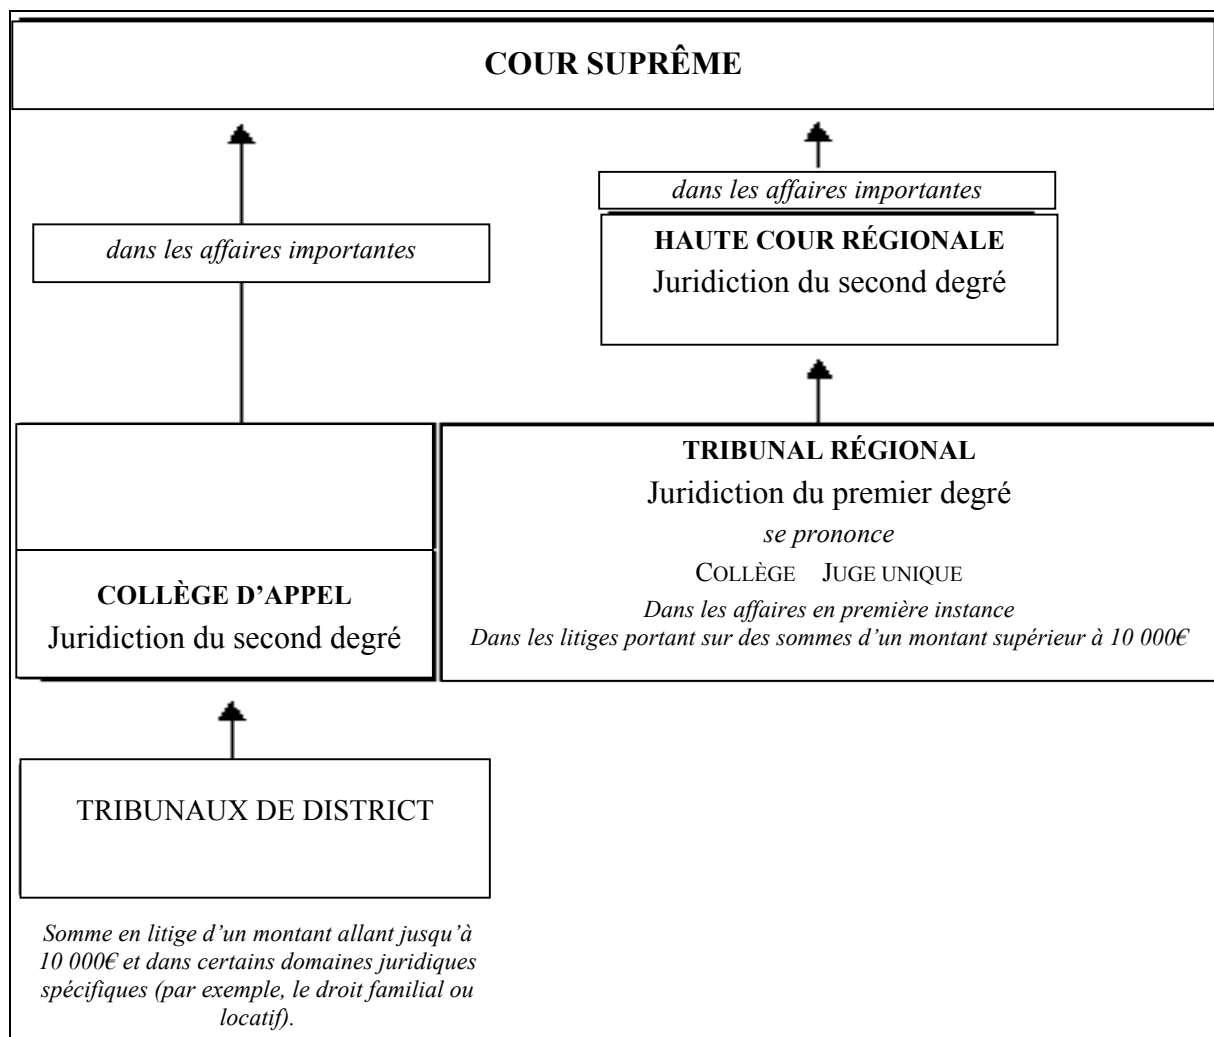 COUR SUPRÊME
dans les affaires importantes
dans les affaires importantes
HAUTE COUR RÉGIONALE
Juridiction du second degré
TRIBUNAL RÉGIONAL
Juridiction du premier degré
se prononce
COLLÈGE JUGE UNIQUE
Dans les affaires en première instance
Dans les litiges portant sur des sommes d’un montant supérieur à 10 000€
COLLÈGE D’APPEL
Juridiction du second degré
TRIBUNAUX DE DISTRICT
Somme en litige d’un montant allant jusqu’à
10 000€ et dans certains domaines juridiques
spécifiques (par exemple, le droit familial ou
locatif).